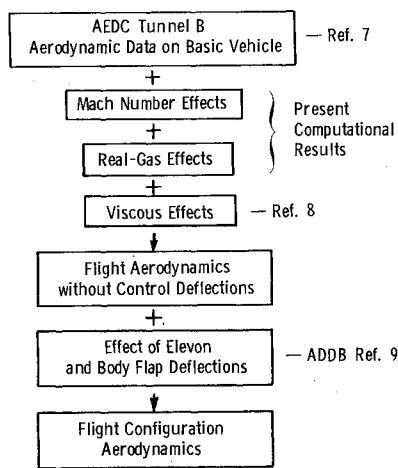 AEDC Tunnel B
Aerodynamic Data on Basic Vehicle
— Ref. 7
+
Mach Number Effects
+
Real-Gas Effects
Present
Computational
Results
+
Viscous Effects
— Ref. 8
Flight Aerodynamics
without Control Deflections
+
Effect of Elevon
and Body Flap Deflections
— ADDB Ref. 9
Flight Configuration
Aerodynamics